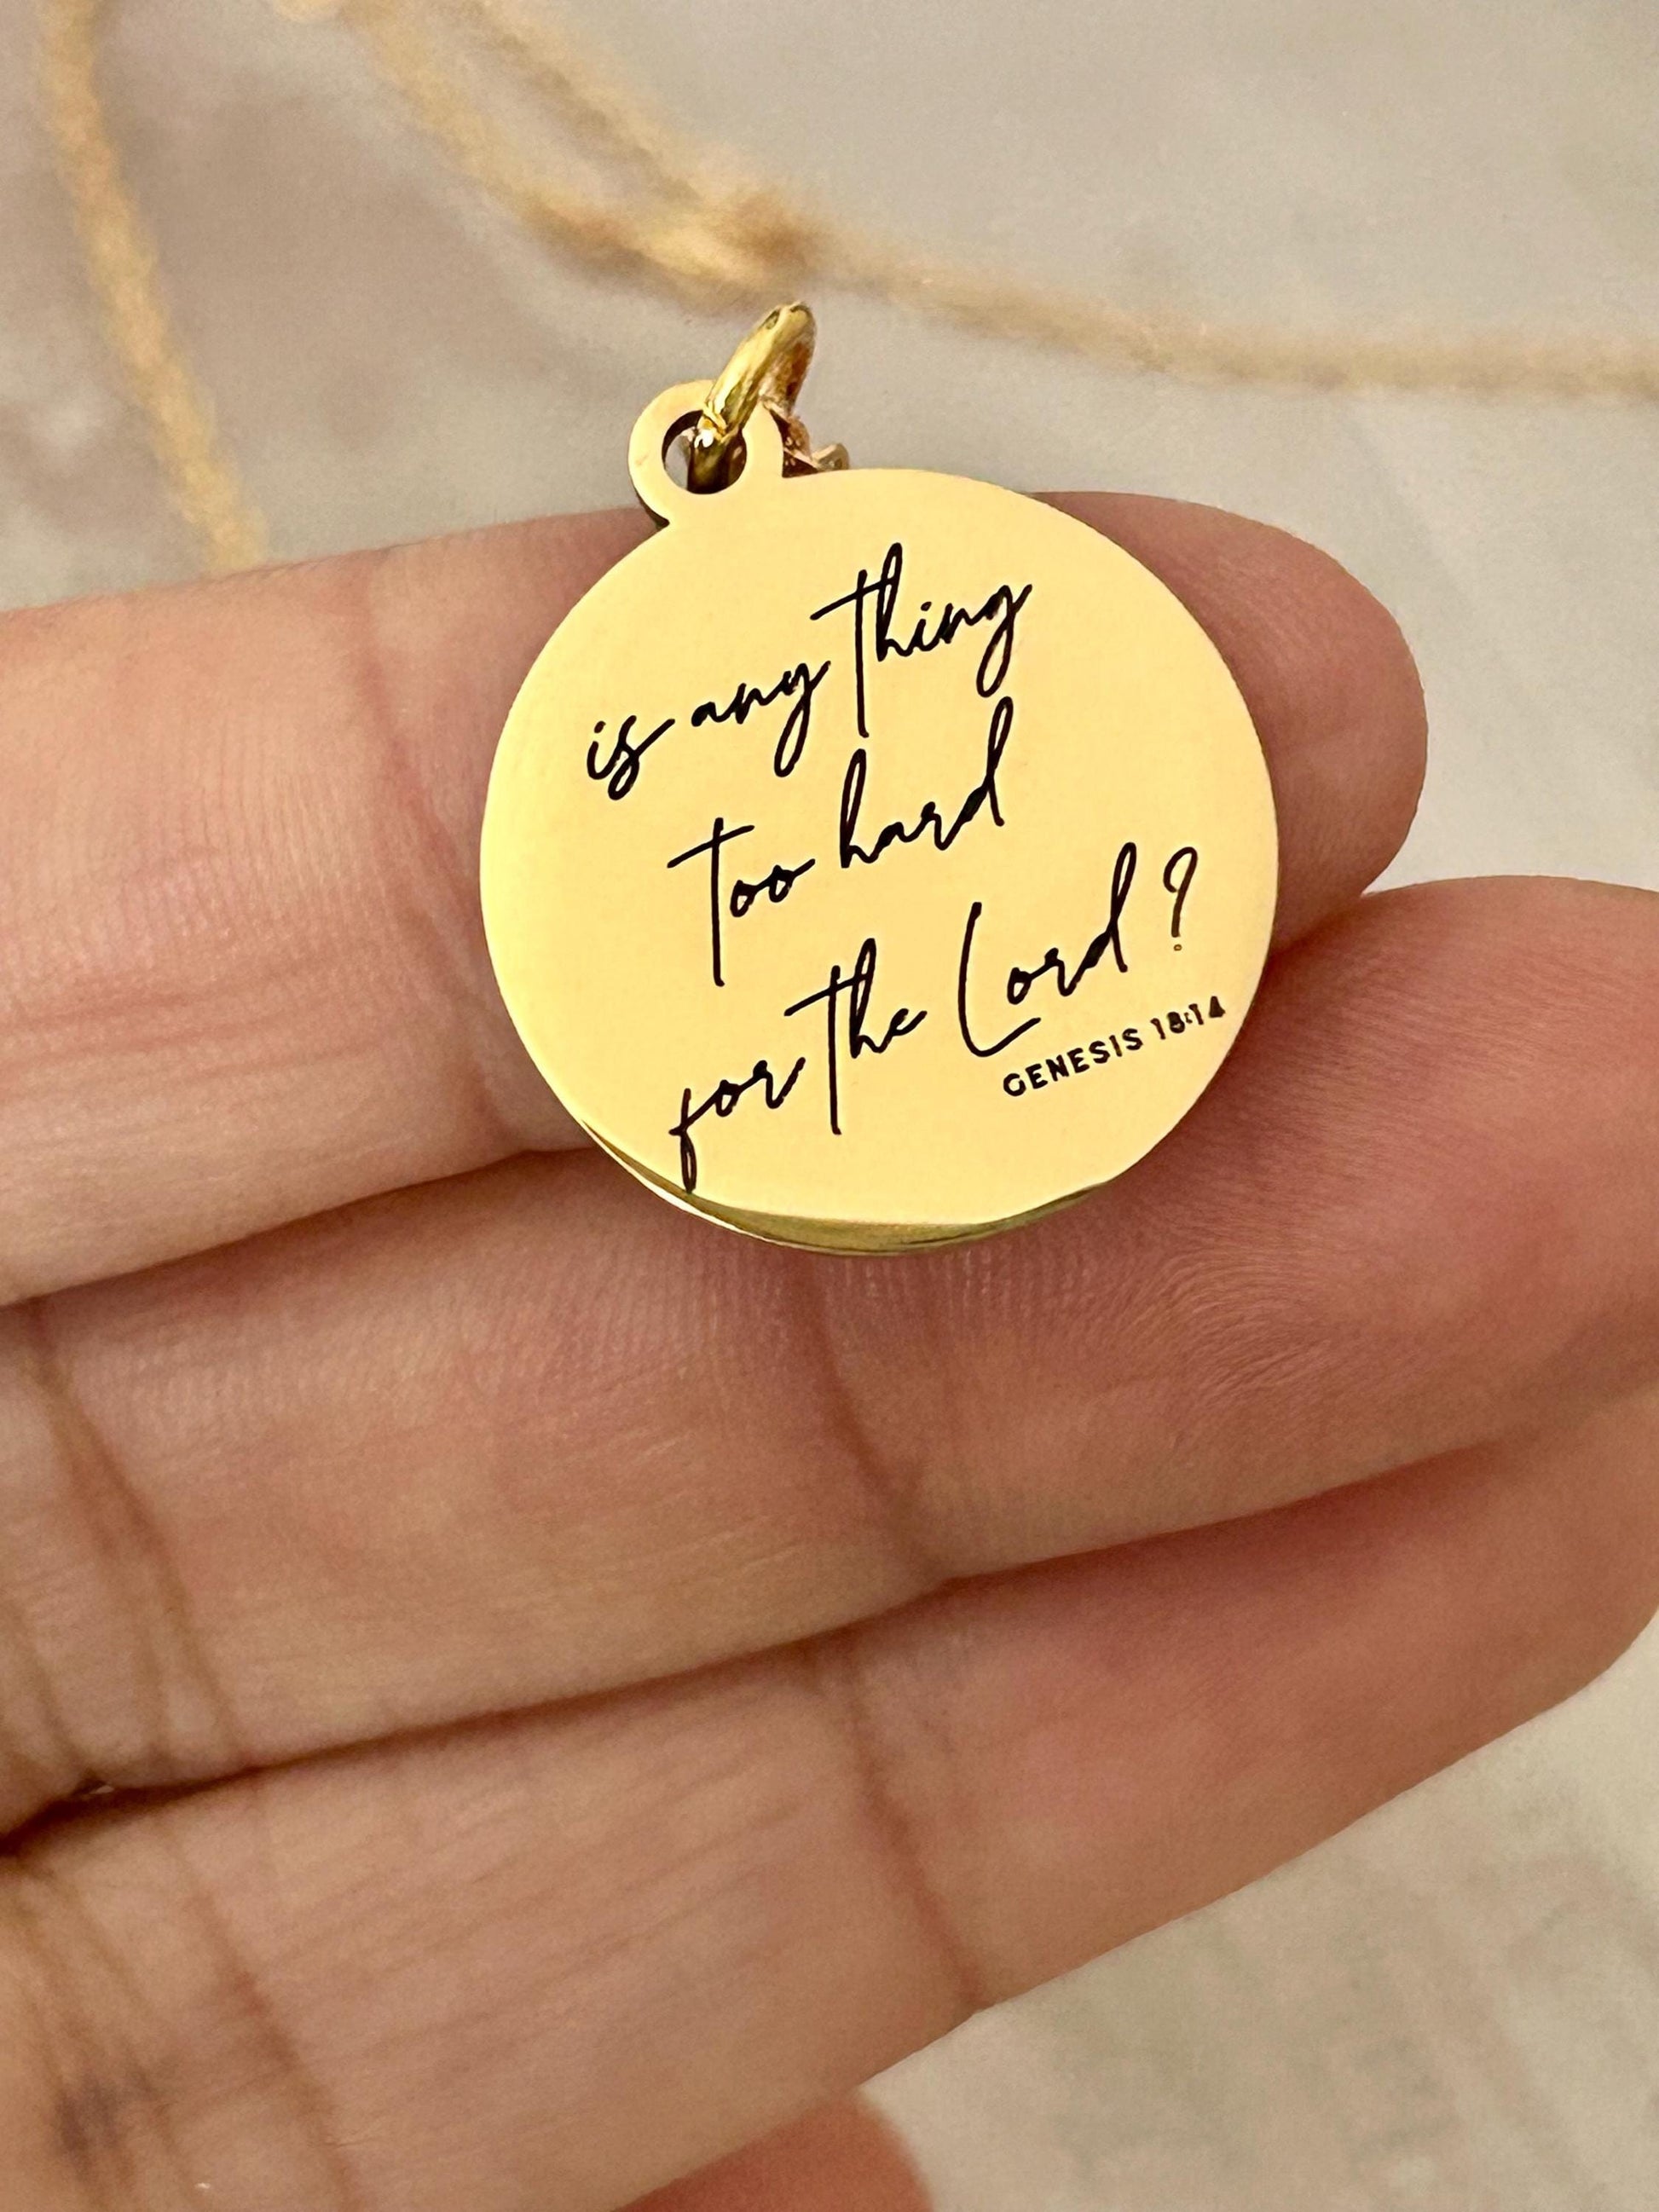 is any thing
too hard
for the Lord?
GENESIS 18:14